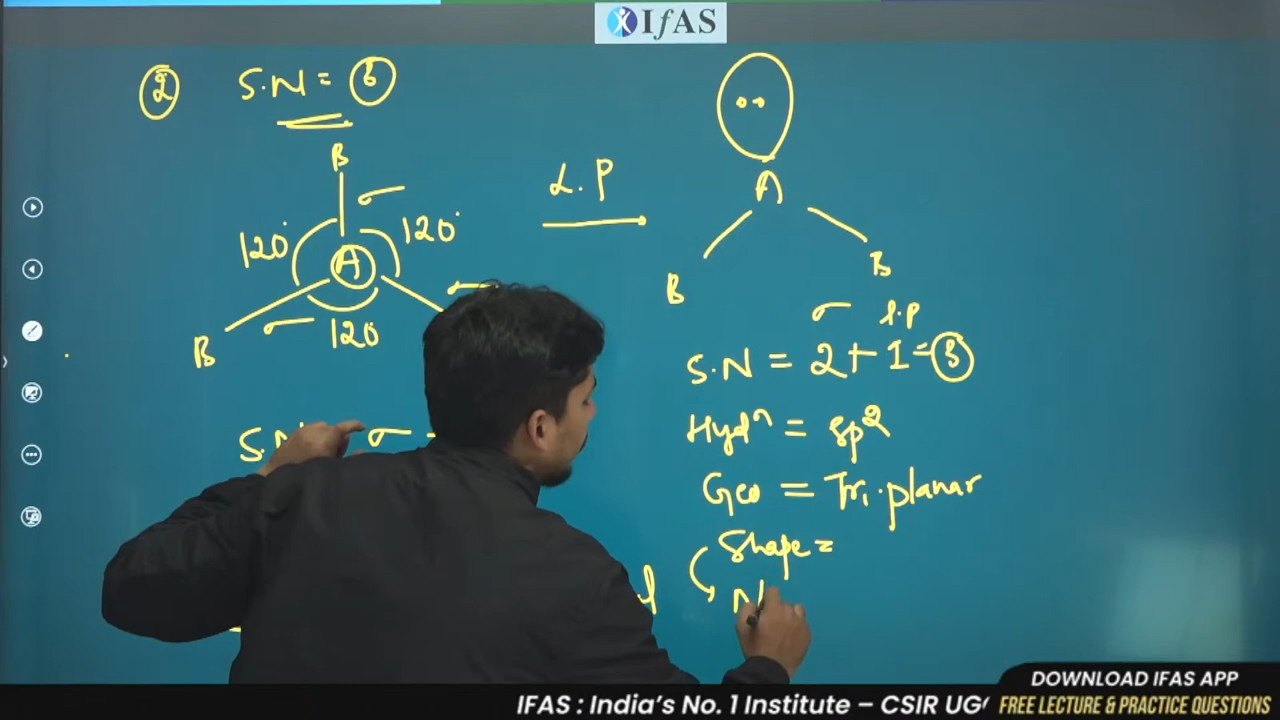 IfAS
② S.N = ③
B
σ
120°
120°
A
σ
σ
120
B
L.P
A
B
B
σ l.p
S.N = 2 + 1 = ③
Hydⁿ = sp²
Geo = Tri.planar
Shape =
S.N
σ
N
IFAS : India's No. 1 Institute – CSIR UG
DOWNLOAD IFAS APP
FREE LECTURE & PRACTICE QUESTIONS